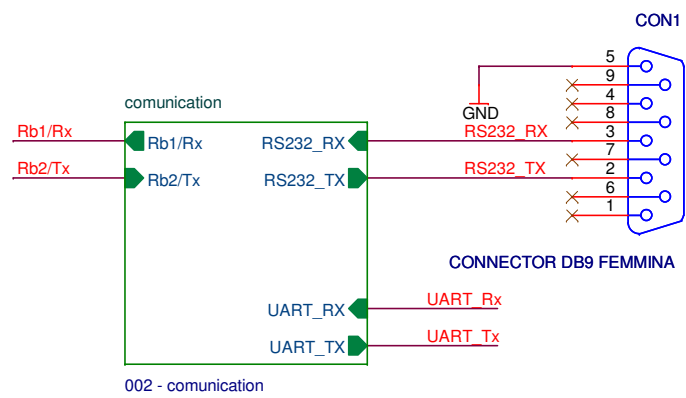 CON1
5
9
4
8
3
7
2
6
1
GND
comunication
Rb1/Rx
Rb1/Rx
RS232_RX
RS232_RX
Rb2/Tx
Rb2/Tx
RS232_TX
RS232_TX
CONNECTOR DB9 FEMMINA
UART_RX
UART_Rx
UART_TX
UART_Tx
002 - comunication